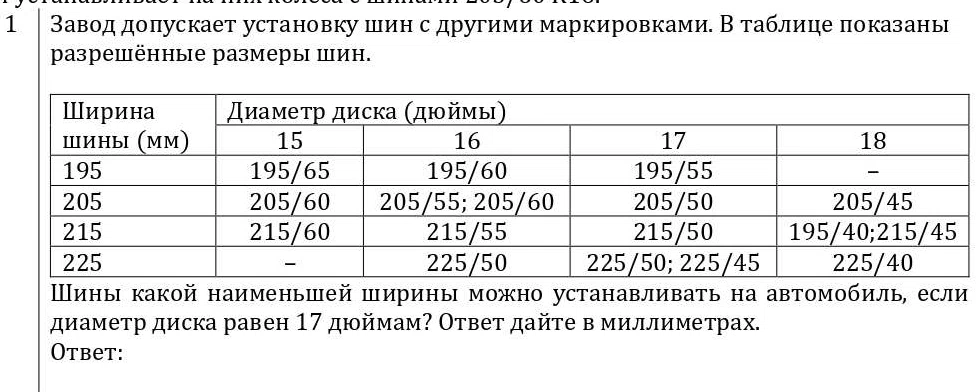 1 Завод допускает установку шин с другими маркировками. В таблице показаны
разрешённые размеры шин.
Ширина шины (мм) Диаметр диска (дюймы)
15 16 17 18
195 195/65 195/60 195/55 –
205 205/60 205/55; 205/60 205/50 205/45
215 215/60 215/55 215/50 195/40;215/45
225 – 225/50 225/50; 225/45 225/40
Шины какой наименьшей ширины можно устанавливать на автомобиль, если
диаметр диска равен 17 дюймам? Ответ дайте в миллиметрах.
Ответ: